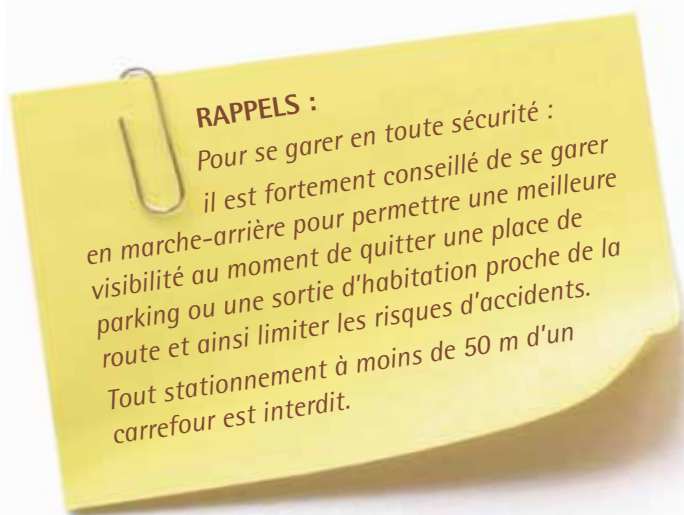 RAPPELS :
Pour se garer en toute sécurité :
il est fortement conseillé de se garer
en marche-arrière pour permettre une meilleure
visibilité au moment de quitter une place de
parking ou une sortie d'habitation proche de la
route et ainsi limiter les risques d'accidents.
Tout stationnement à moins de 50 m d'un
carrefour est interdit.